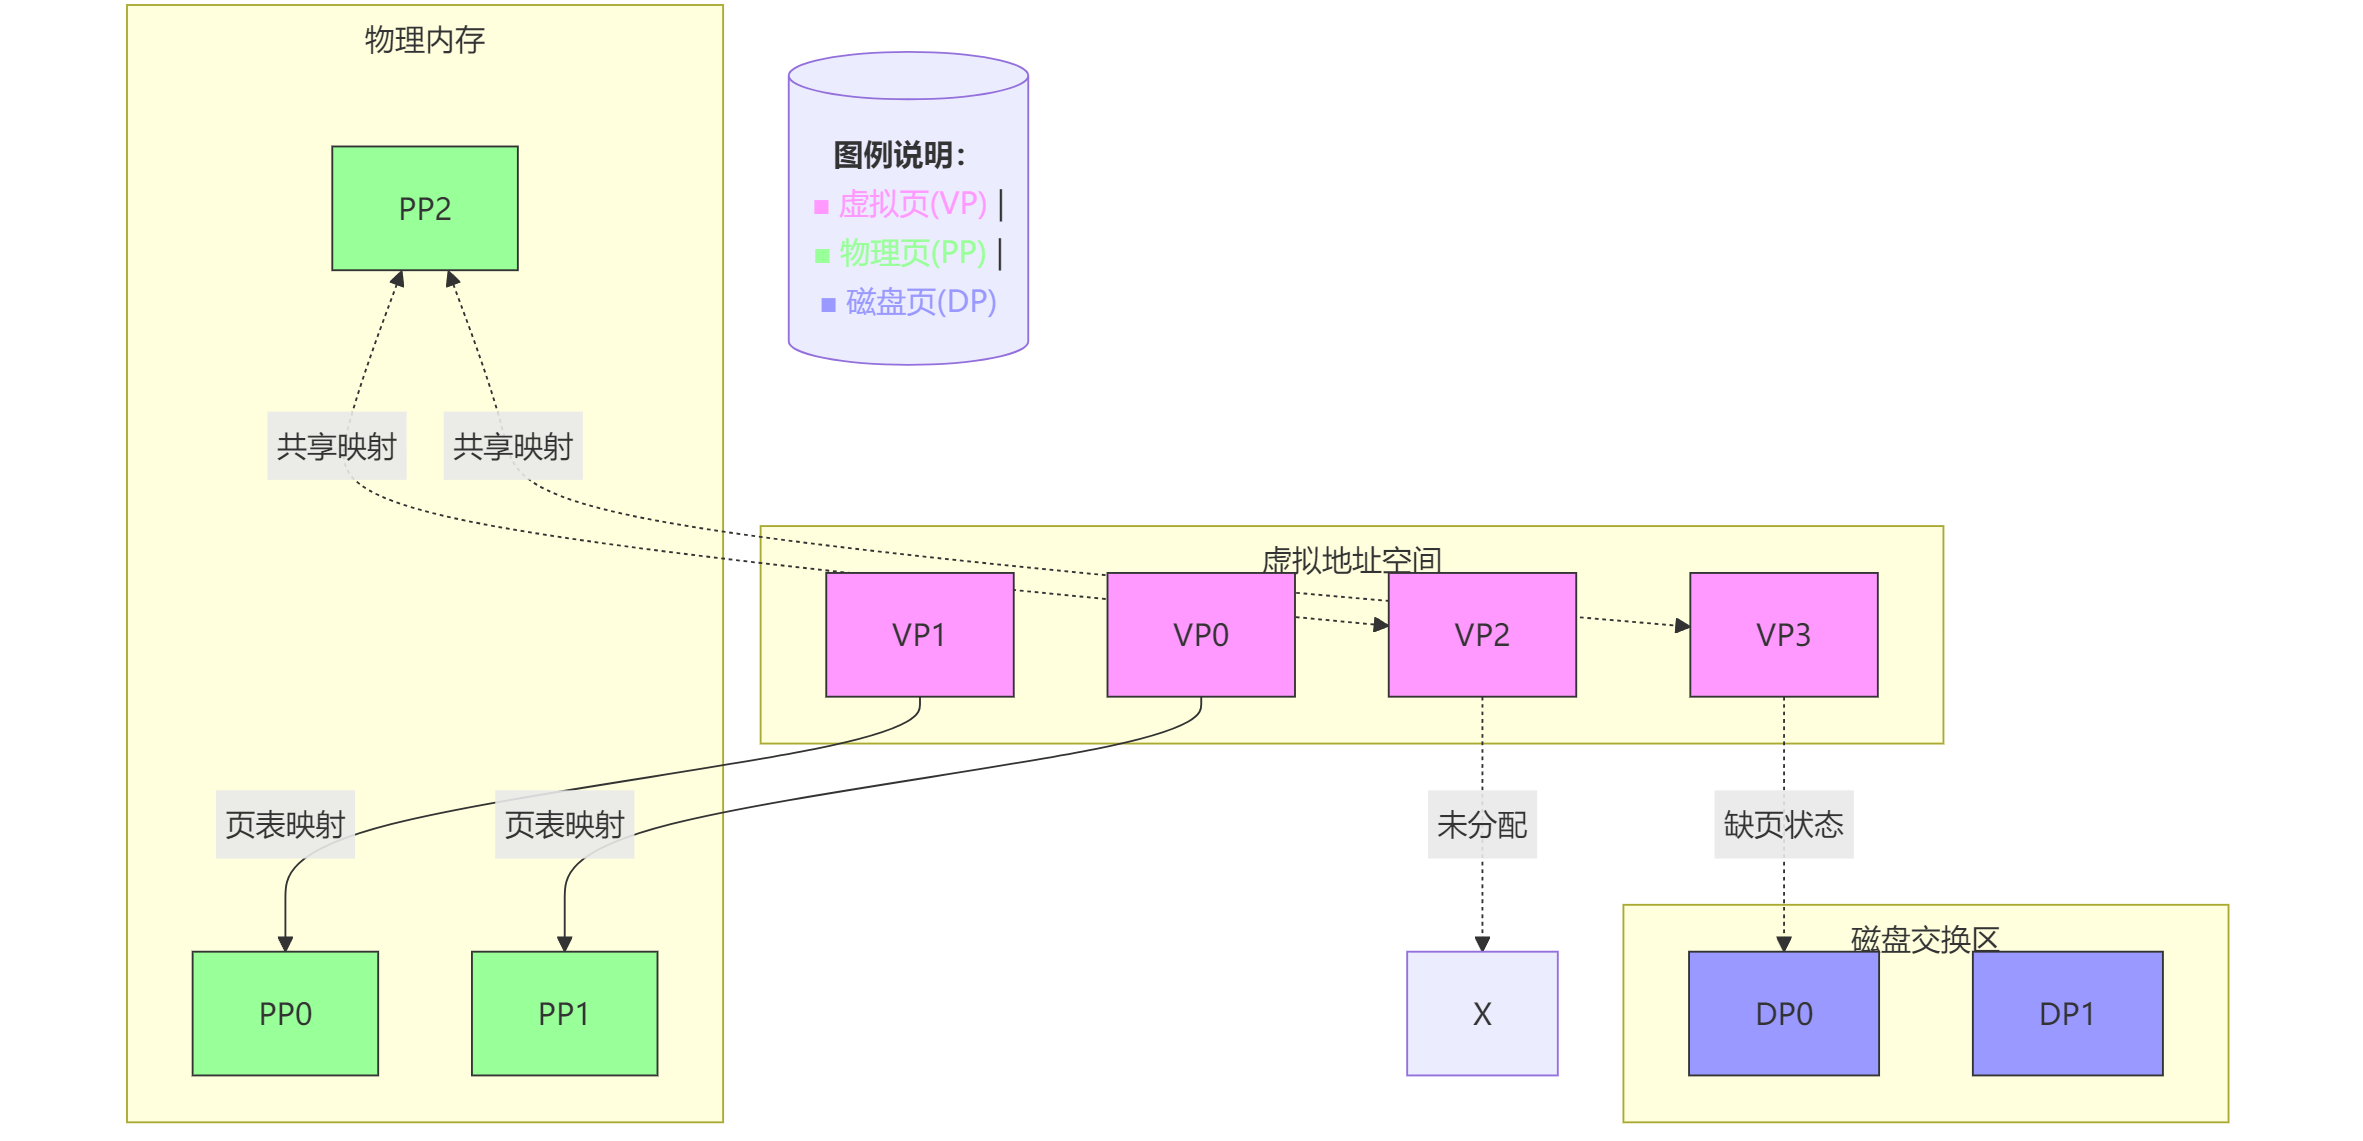 物理内存
PP2
图例说明：
■ 虚拟页(VP) |
■ 物理页(PP) |
■ 磁盘页(DP)
共享映射
共享映射
虚拟地址空间
VP1
VP0
VP2
VP3
页表映射
页表映射
未分配
缺页状态
磁盘交换区
PP0
PP1
X
DP0
DP1